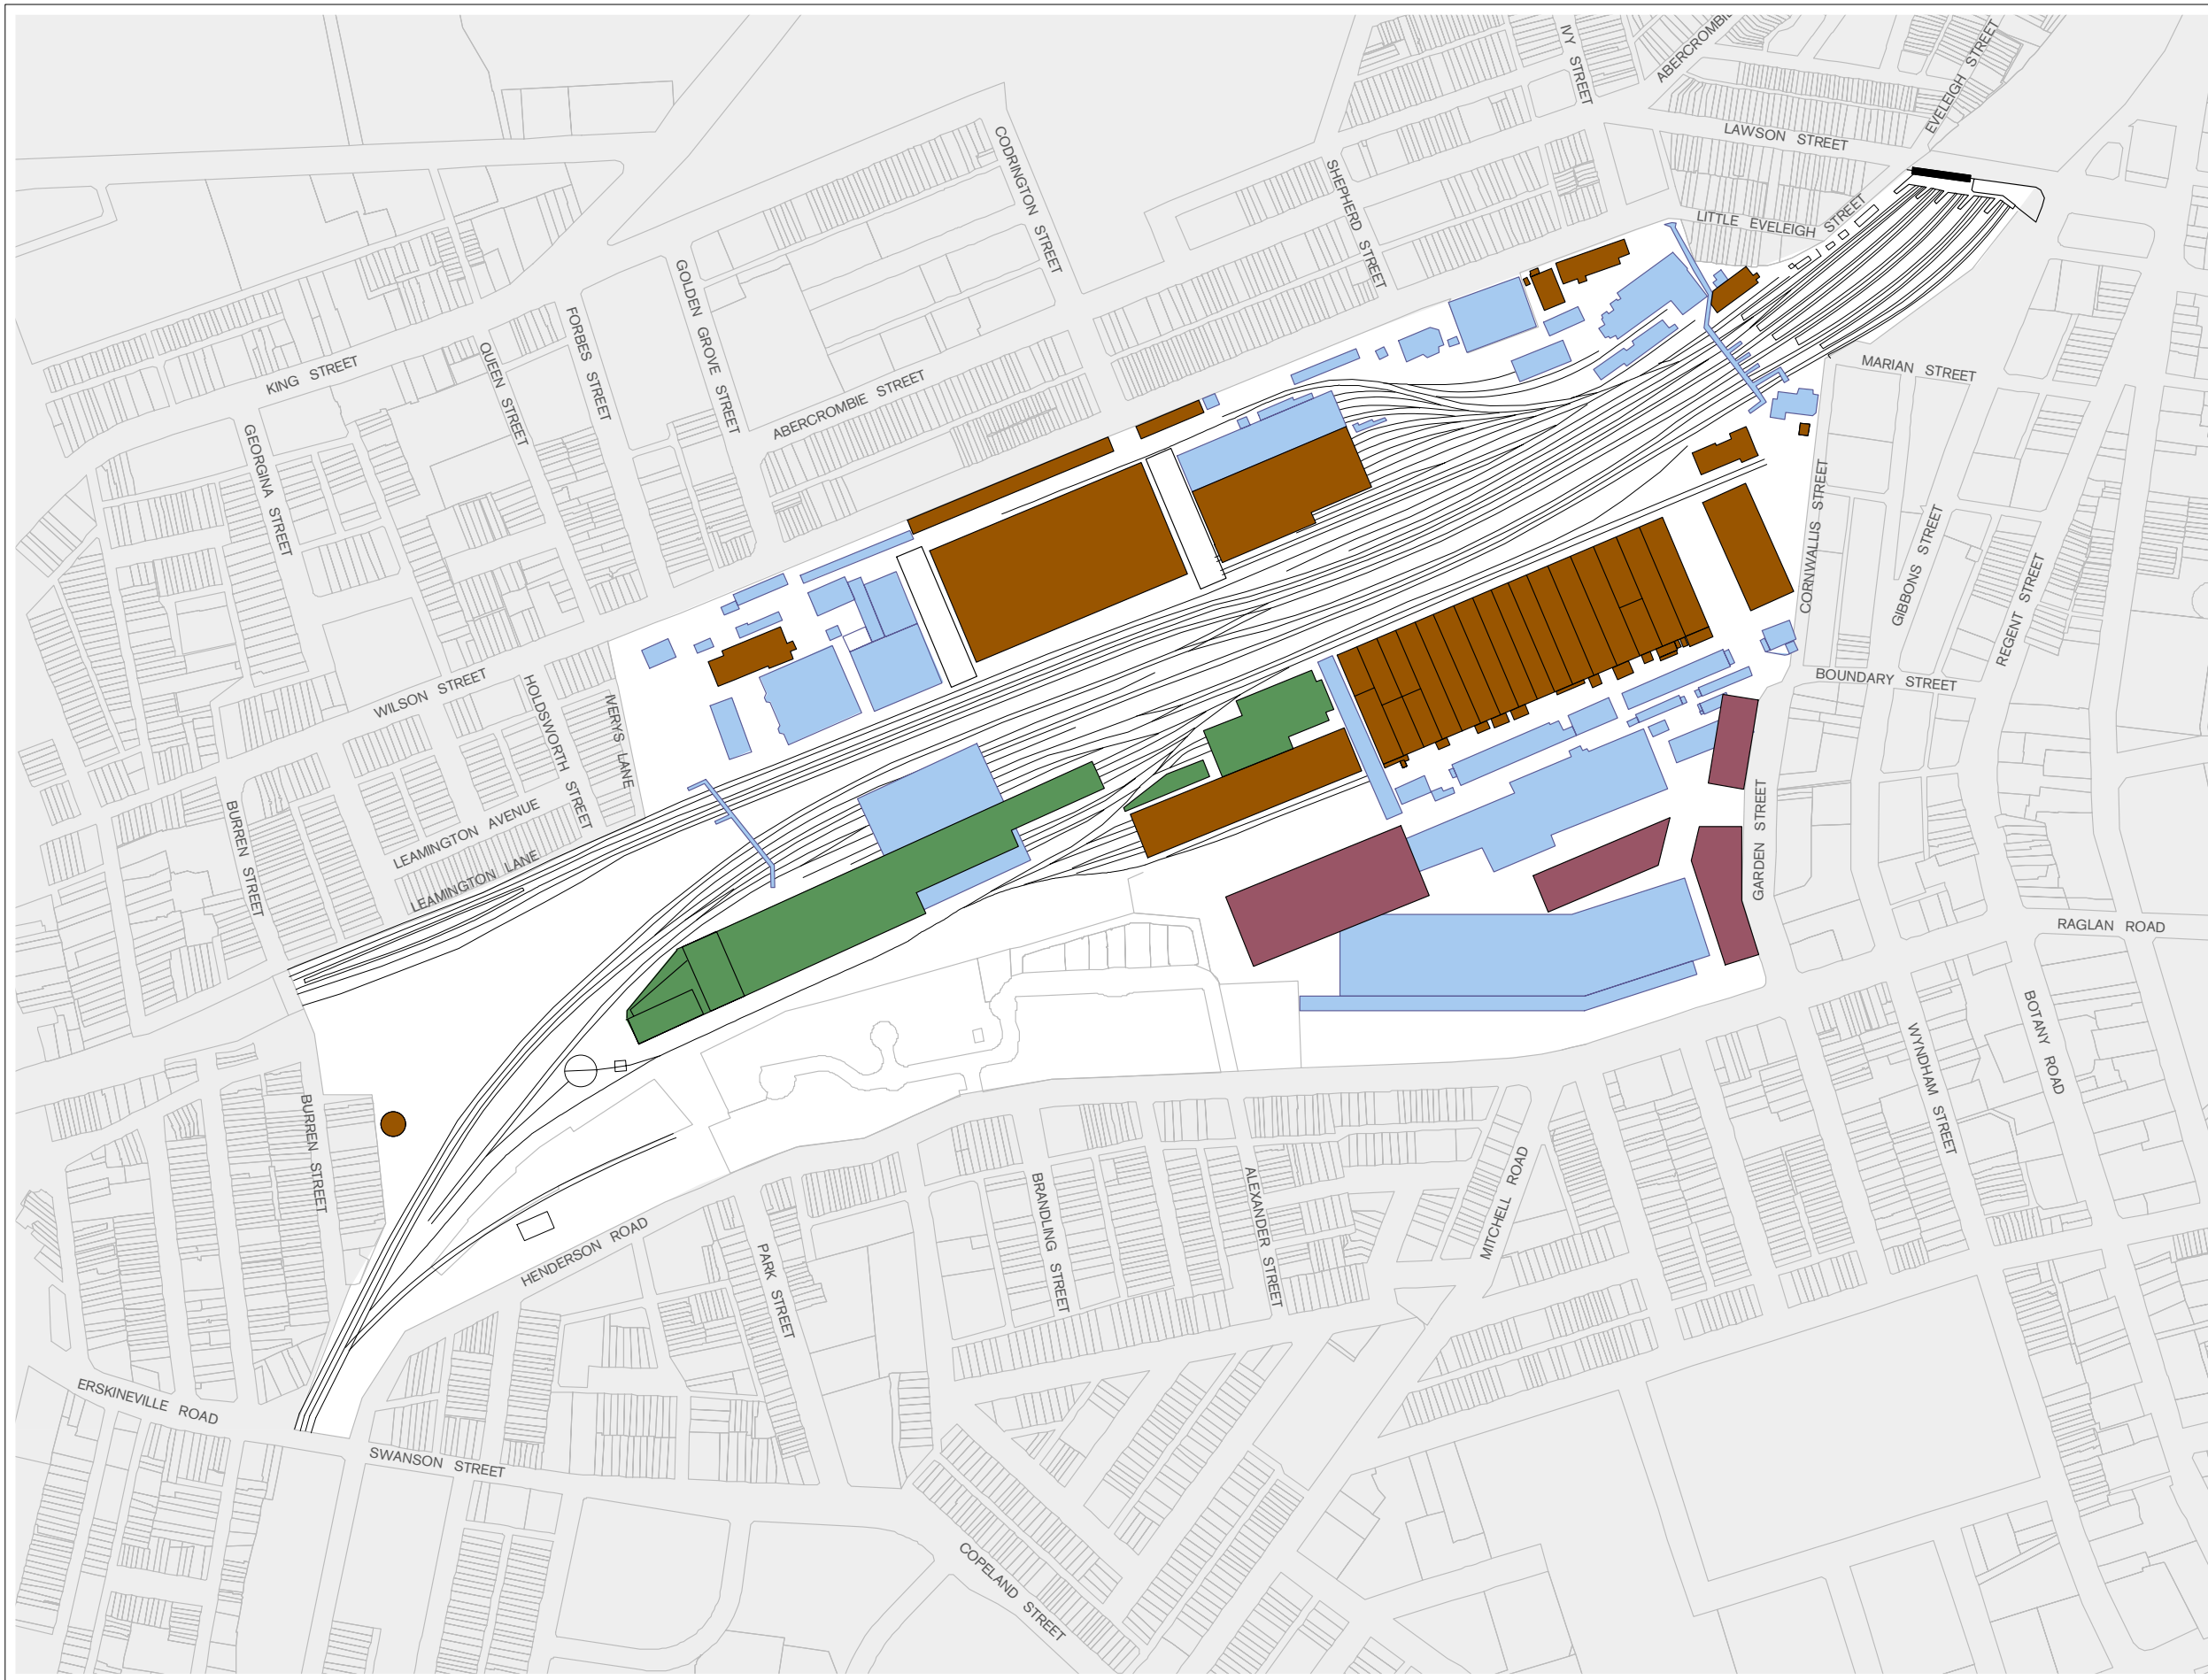 IVY STREET
ABERCROMBIE
EVELEIGH STREET
LAWSON STREET
CODRINGTON STREET
SHEPHERD STREET
LITTLE EVELEIGH STREET
GOLDEN GROVE STREET
FORBES STREET
QUEEN STREET
KING STREET
ABERCROMBIE STREET
MARIAN STREET
GEORGINA STREET
CORNWALLIS STREET
GIBBONS STREET
REGENT STREET
BOUNDARY STREET
WILSON STREET
HOLDSWORTH STREET
IVERYS LANE
LEAMINGTON AVENUE
LEAMINGTON LANE
BURREN STREET
GARDEN STREET
RAGLAN ROAD
BOTANY ROAD
WYNDHAM STREET
BURREN STREET
HENDERSON ROAD
PARK STREET
BRANDLING STREET
ALEXANDER STREET
MITCHELL ROAD
ERSKINEVILLE ROAD
SWANSON STREET
COPELAND STREET